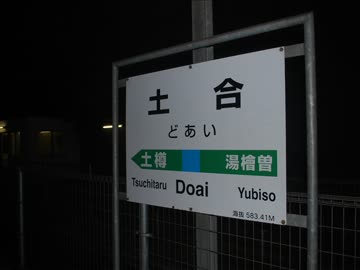 土合
どあい
土樽 湯檜曽
Tsuchitaru Doai Yubiso
海抜 583.41M